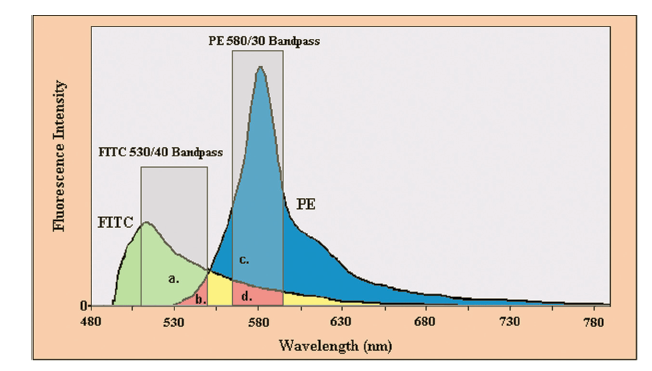 PE 580/30 Bandpass
FITC 530/40 Bandpass
FITC
PE
a.
b.
c.
d.
Fluorescence Intensity
0
480 530 580 630 680 730 780
Wavelength (nm)